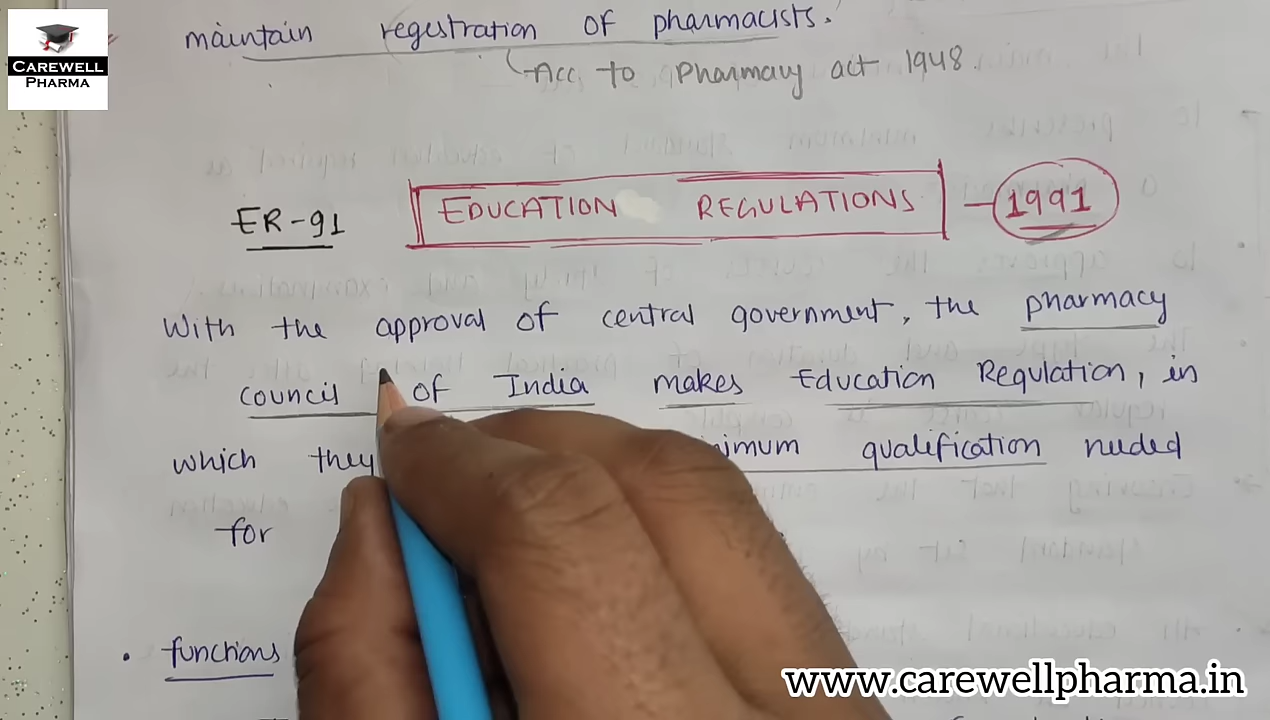 CAREWELL
PHARMA
maintain regestration of pharmacists.
Acc. to Pharmacy act 1948.
ER-91 EDUCATION REGULATIONS - 1991
With the approval of central government, the pharmacy
council of India makes Education Regulation, in
which they nimum qualification needed
for
• functions
www.carewellpharma.in